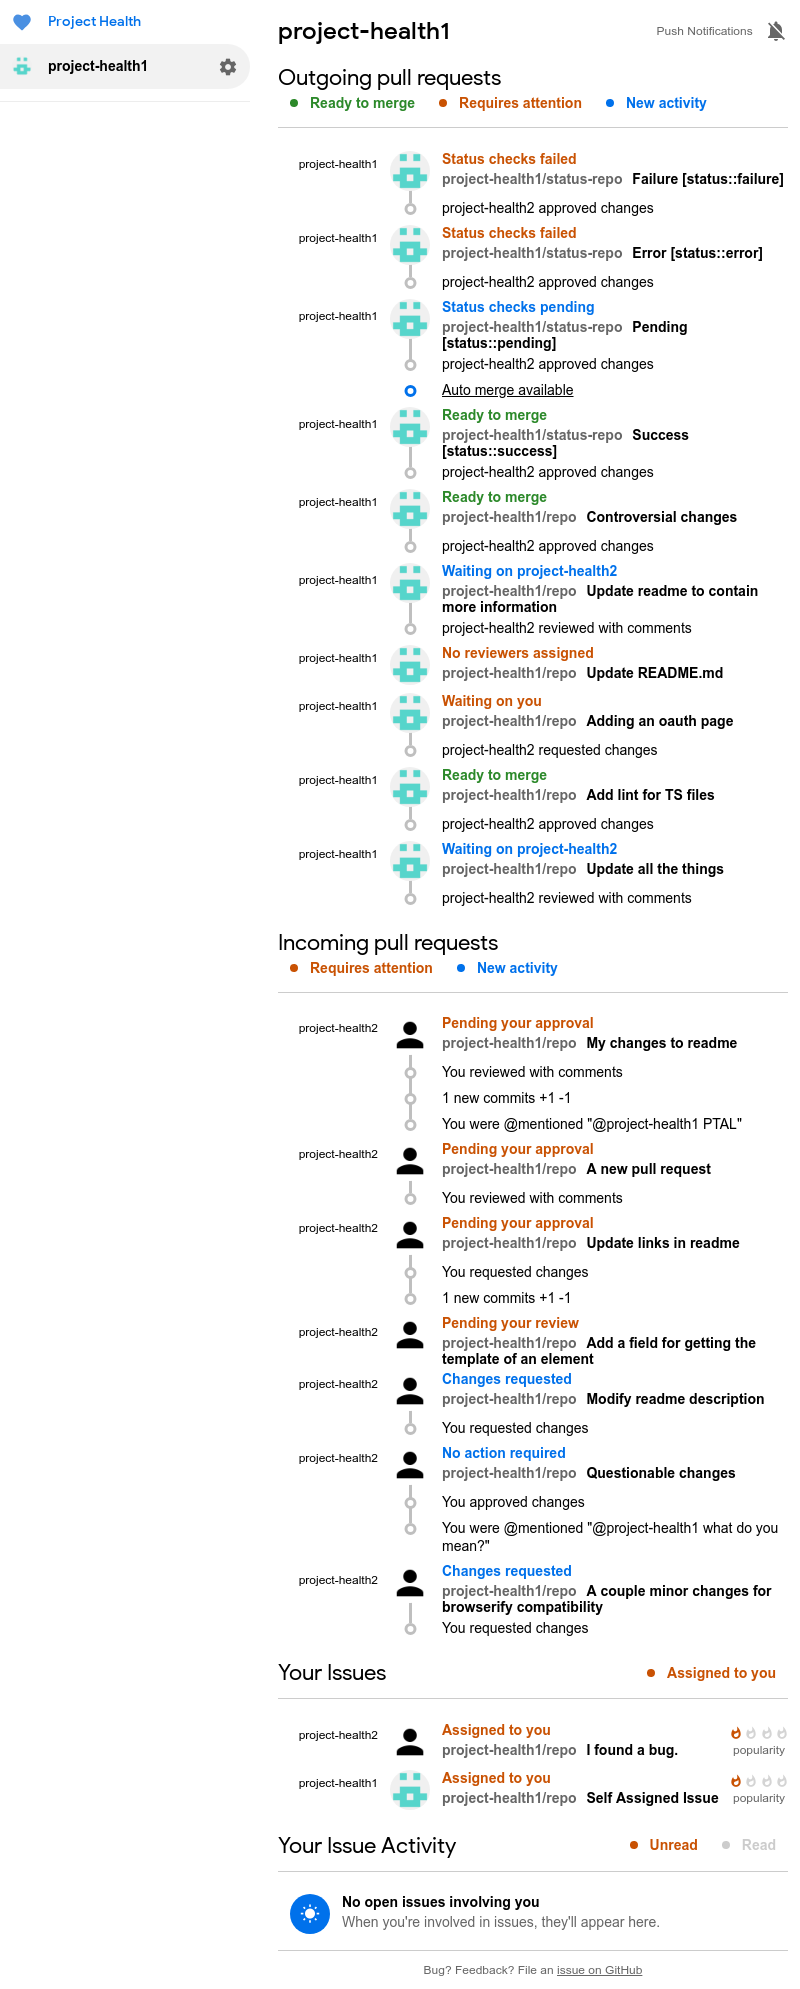 Project Health
project-health1
project-health1
Push Notifications
Outgoing pull requests
Ready to merge
Requires attention
New activity
project-health1
Status checks failed
project-health1/status-repo Failure [status::failure]
project-health2 approved changes
project-health1
Status checks failed
project-health1/status-repo Error [status::error]
project-health2 approved changes
project-health1
Status checks pending
project-health1/status-repo Pending
[status::pending]
project-health2 approved changes
Auto merge available
project-health1
Ready to merge
project-health1/status-repo Success
[status::success]
project-health2 approved changes
project-health1
Ready to merge
project-health1/repo Controversial changes
project-health2 approved changes
project-health1
Waiting on project-health2
project-health1/repo Update readme to contain
more information
project-health2 reviewed with comments
project-health1
No reviewers assigned
project-health1/repo Update README.md
project-health1
Waiting on you
project-health1/repo Adding an oauth page
project-health2 requested changes
project-health1
Ready to merge
project-health1/repo Add lint for TS files
project-health2 approved changes
project-health1
Waiting on project-health2
project-health1/repo Update all the things
project-health2 reviewed with comments
Incoming pull requests
Requires attention
New activity
project-health2
Pending your approval
project-health1/repo My changes to readme
You reviewed with comments
1 new commits +1 -1
You were @mentioned "@project-health1 PTAL"
project-health2
Pending your approval
project-health1/repo A new pull request
You reviewed with comments
project-health2
Pending your approval
project-health1/repo Update links in readme
You requested changes
1 new commits +1 -1
project-health2
Pending your review
project-health1/repo Add a field for getting the
template of an element
project-health2
Changes requested
project-health1/repo Modify readme description
You requested changes
project-health2
No action required
project-health1/repo Questionable changes
You approved changes
You were @mentioned "@project-health1 what do you
mean?"
project-health2
Changes requested
project-health1/repo A couple minor changes for
browserify compatibility
You requested changes
Your Issues
Assigned to you
project-health2
Assigned to you
project-health1/repo I found a bug.
popularity
project-health1
Assigned to you
project-health1/repo Self Assigned Issue
popularity
Your Issue Activity
Unread
Read
No open issues involving you
When you're involved in issues, they'll appear here.
Bug? Feedback? File an issue on GitHub